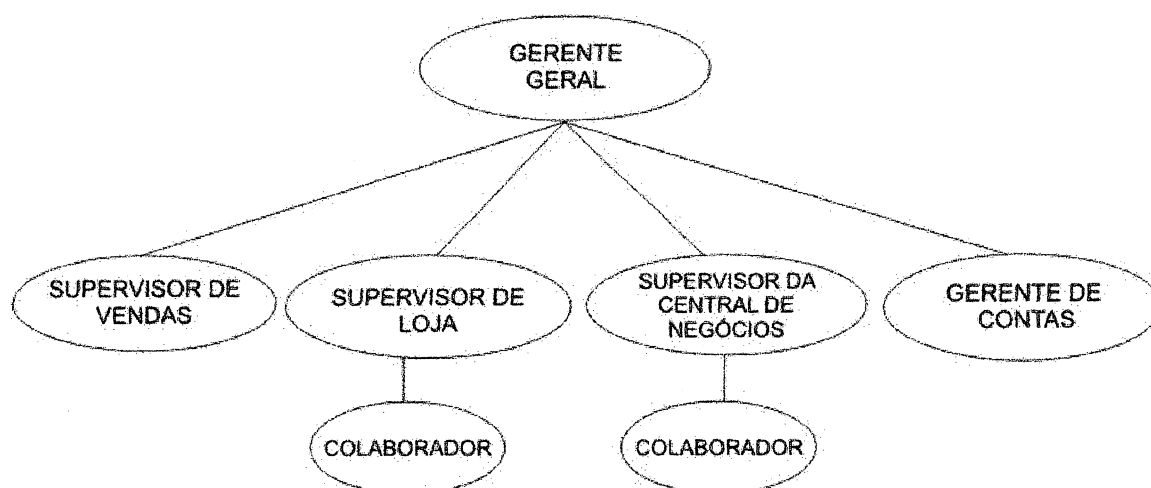 GERENTE
GERAL
SUPERVISOR DE
VENDAS
SUPERVISOR DE
LOJA
SUPERVISOR DA
CENTRAL DE
NEGÓCIOS
GERENTE DE
CONTAS
COLABORADOR
COLABORADOR